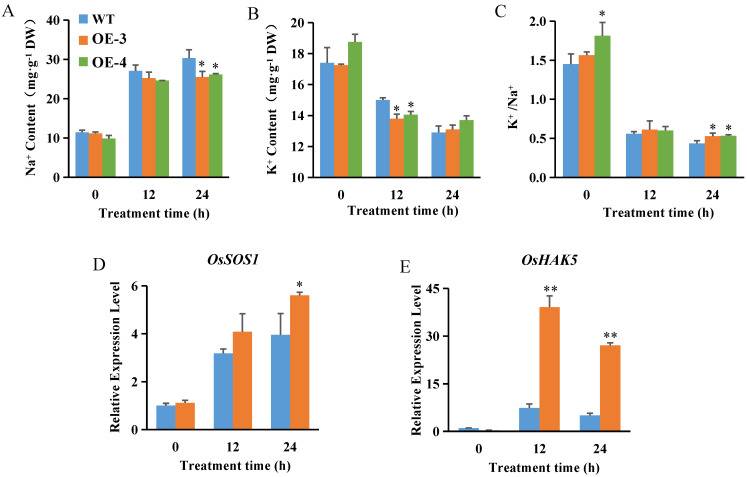 A
WT
OE-3
OE-4
Na⁺ Content（mg·g⁻¹ DW）
40
30
20
10
0
* *
0 12 24
Treatment time (h)
B
K⁺ Content（mg·g⁻¹ DW）
20
18
16
14
12
10
* *
0 12 24
Treatment time (h)
C
K⁺ /Na⁺
2.0
1.5
1.0
0.5
0.0
*
* *
0 12 24
Treatment time (h)
D
OsSOS1
Relative Expression Level
6
4
2
0
*
0 12 24
Treatment time (h)
E
OsHAK5
Relative Expression Level
45
30
15
0
**
**
0 12 24
Treatment time (h)